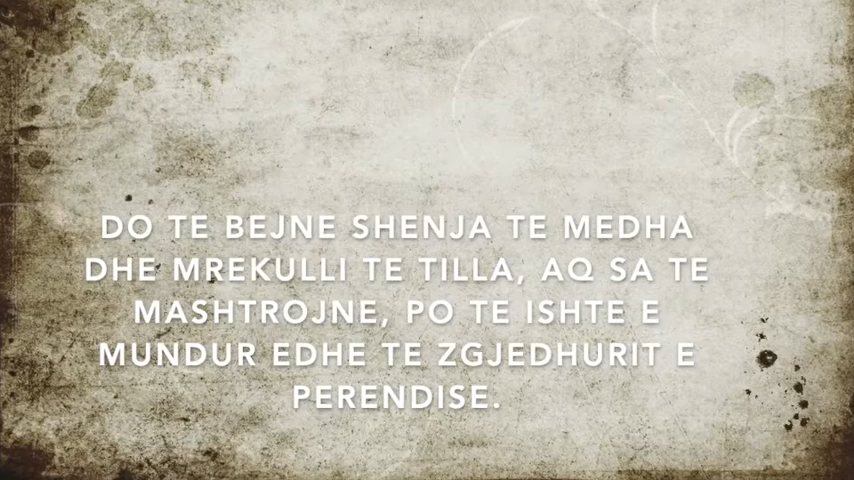 DO TE BEJNE SHENJA TE MEDHA
DHE MREKULLI TE TILLA, AQ SA TE
MASHTROJNE, PO TE ISHTE E
MUNDUR EDHE TE ZGJEDHURIT E
PERENDISE.